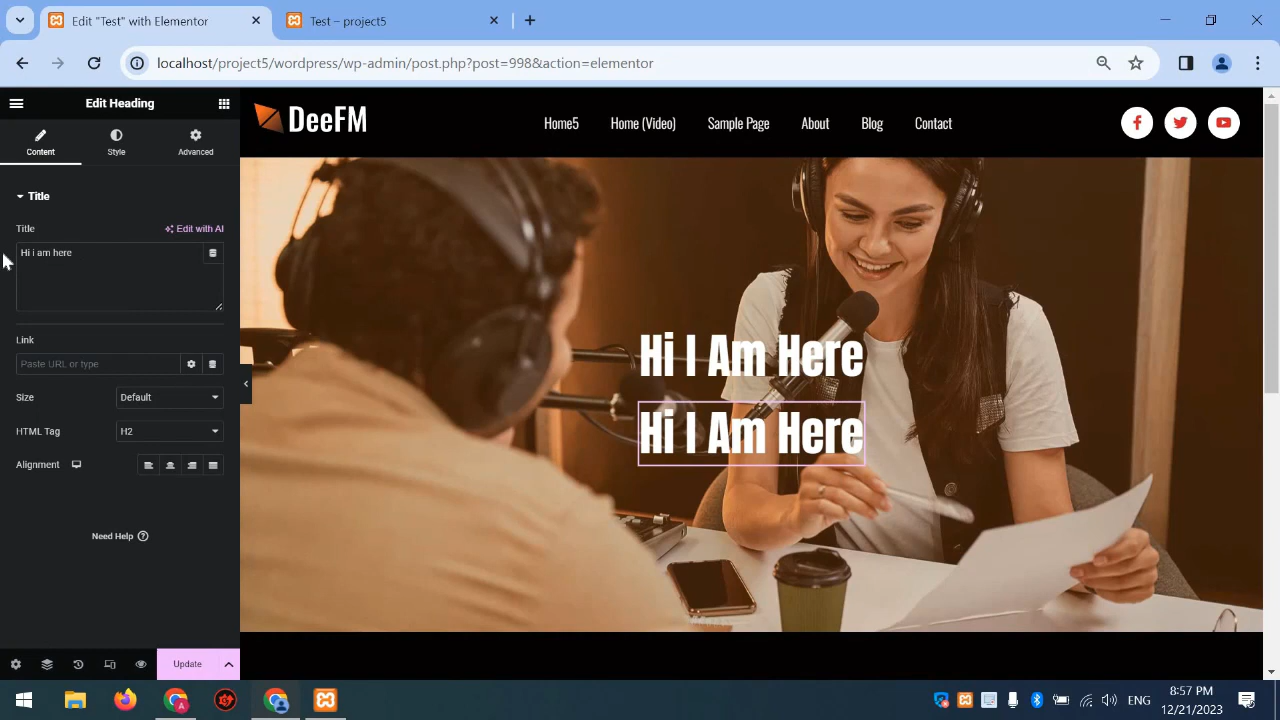 Edit "Test" with Elementor
Test – project5
localhost/project5/wordpress/wp-admin/post.php?post=998&action=elementor
Edit Heading
Content
Style
Advanced
Title
Title
Edit with AI
Hi i am here
Link
Paste URL or type
Size
Default
HTML Tag
H2
Alignment
Need Help
?
Update
DeeFM
Home5
Home (Video)
Sample Page
About
Blog
Contact
Hi I Am Here
Hi I Am Here
ENG
8:57 PM
12/21/2023